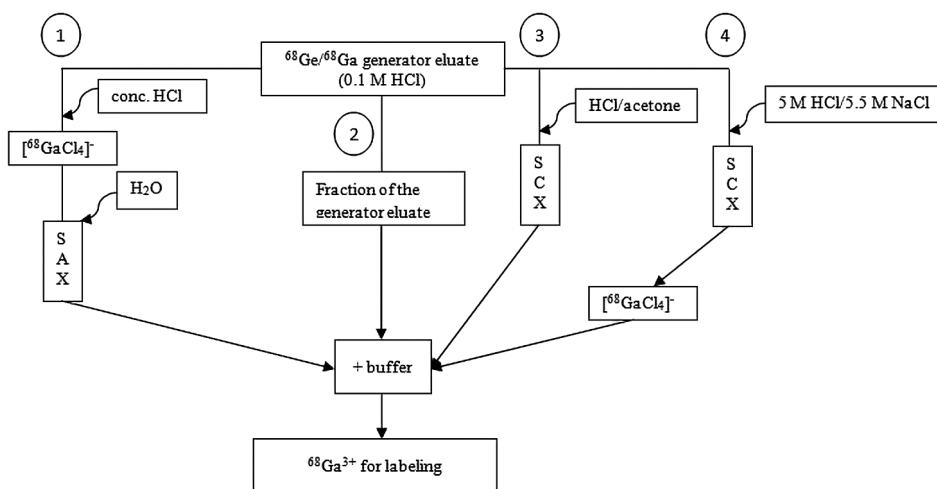 1
3
4
⁶⁸Ge/⁶⁸Ga generator eluate
(0.1 M HCl)
conc. HCl
2
HCl/acetone
5 M HCl/5.5 M NaCl
[⁶⁸GaCl₄]⁻
H₂O
Fraction of the
generator eluate
S
C
X
S
C
X
S
A
X
[⁶⁸GaCl₄]⁻
+ buffer
⁶⁸Ga³⁺ for labeling